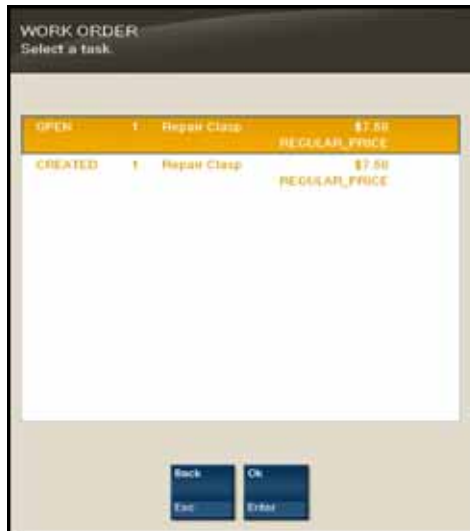 WORK ORDER
Select a task.
OPEN 1 Repair Clasp $7.50
REGULAR_PRICE
CREATED 1 Repair Clasp $7.50
REGULAR_PRICE
Back Ok
Esc Enter